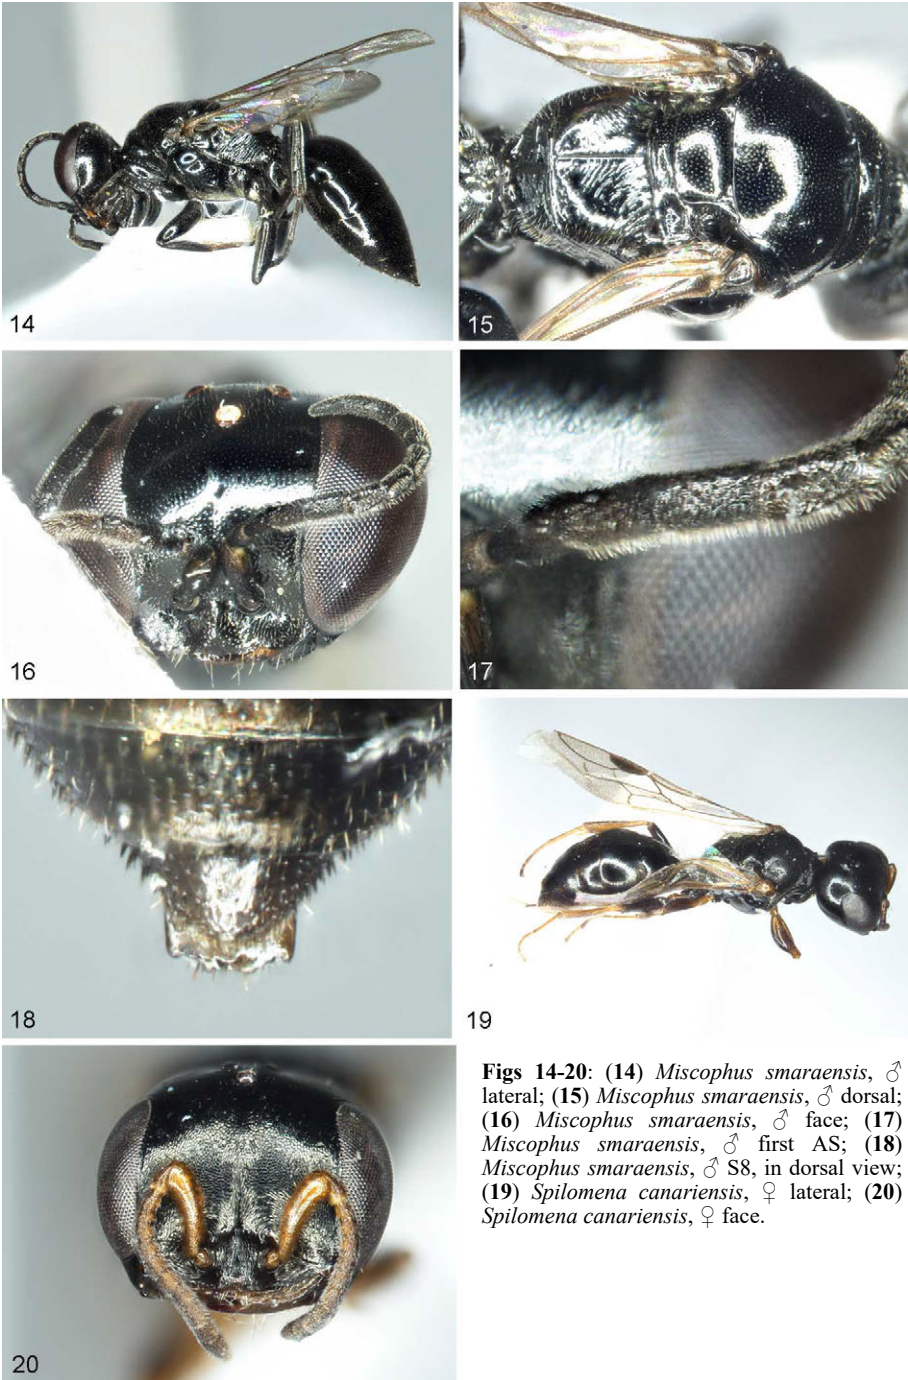 14
15
16
17
18
19
20
Figs 14-20: (14) Miscophus smaraensis, ♂
lateral; (15) Miscophus smaraensis, ♂ dorsal;
(16) Miscophus smaraensis, ♂ face; (17)
Miscophus smaraensis, ♂ first AS; (18)
Miscophus smaraensis, ♂ S8, in dorsal view;
(19) Spilomena canariensis, ♀ lateral; (20)
Spilomena canariensis, ♀ face.